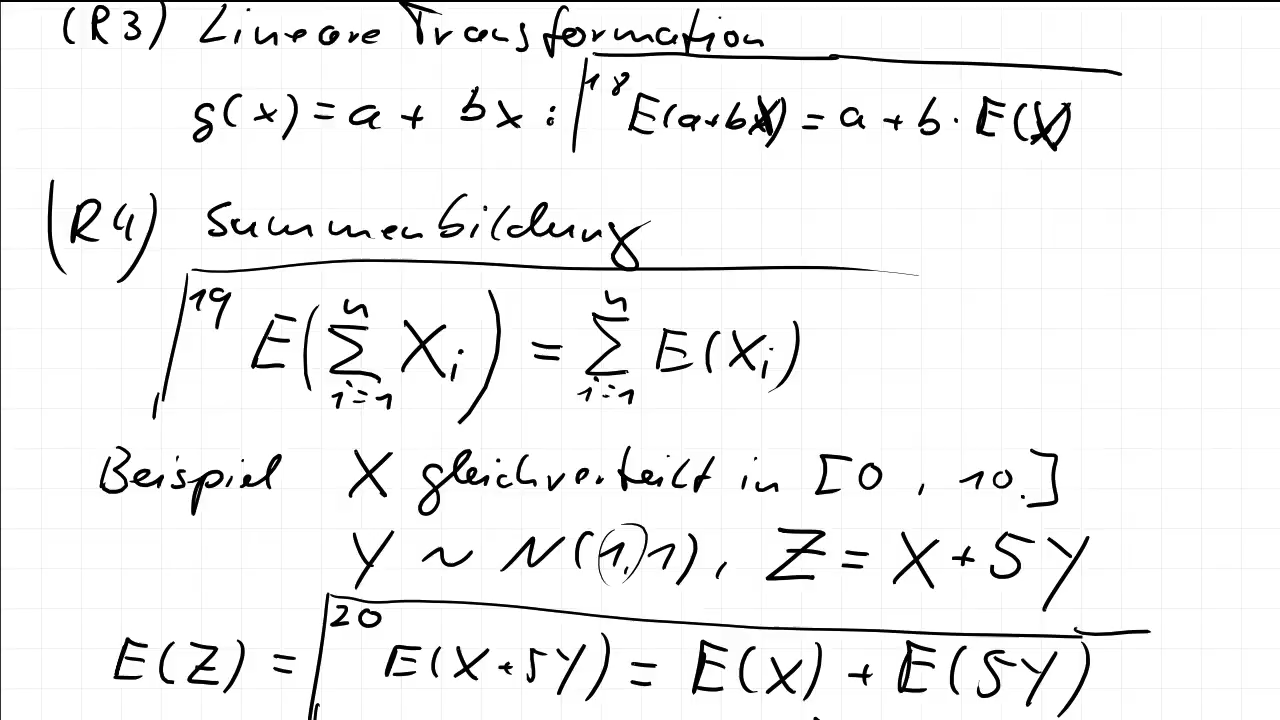 (R3) Lineare Transformation
g(x) = a + bx : 18 E(a+bX) = a + b · E(X)
(R4) Summenbildung
19 E(∑_{i=1}^{n} X_i) = ∑_{i=1}^{n} E(X_i)
Beispiel X gleichverteilt in [0 , 10.]
Y ~ N(1,1), Z = X + 5Y
E(Z) = 20 E(X+5Y) = E(X) + E(5Y)